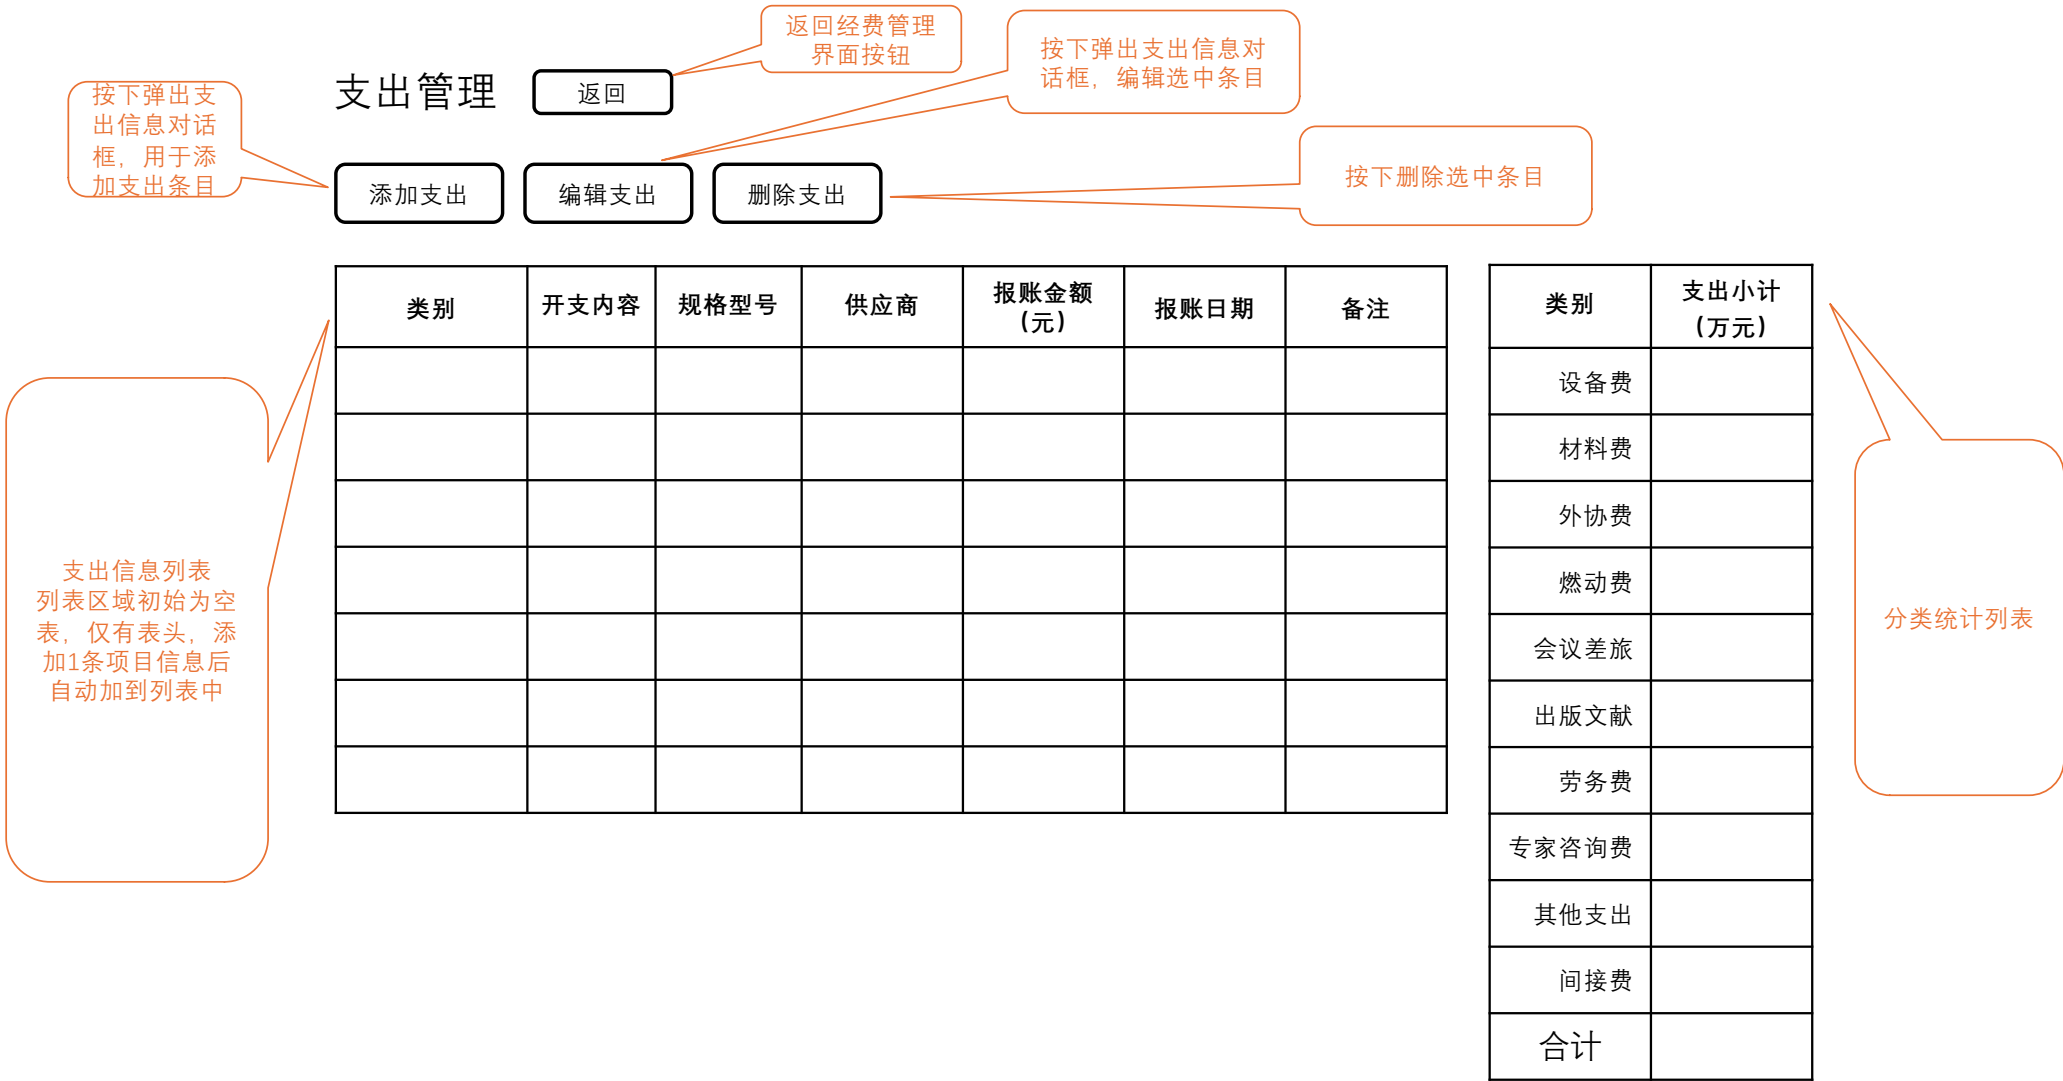 返回经费管理
界面按钮
按下弹出支出信息对
话框，编辑选中条目
支出管理
返回
按下弹出支
出信息对话
框，用于添
加支出条目
按下删除选中条目
添加支出
编辑支出
删除支出
类别
开支内容
规格型号
供应商
报账金额
(元)
报账日期
备注
类别
支出小计
(万元)
设备费
材料费
外协费
燃动费
会议差旅
出版文献
劳务费
专家咨询费
其他支出
间接费
合计
支出信息列表
列表区域初始为空
表，仅有表头，添
加1条项目信息后
自动加到列表中
分类统计列表